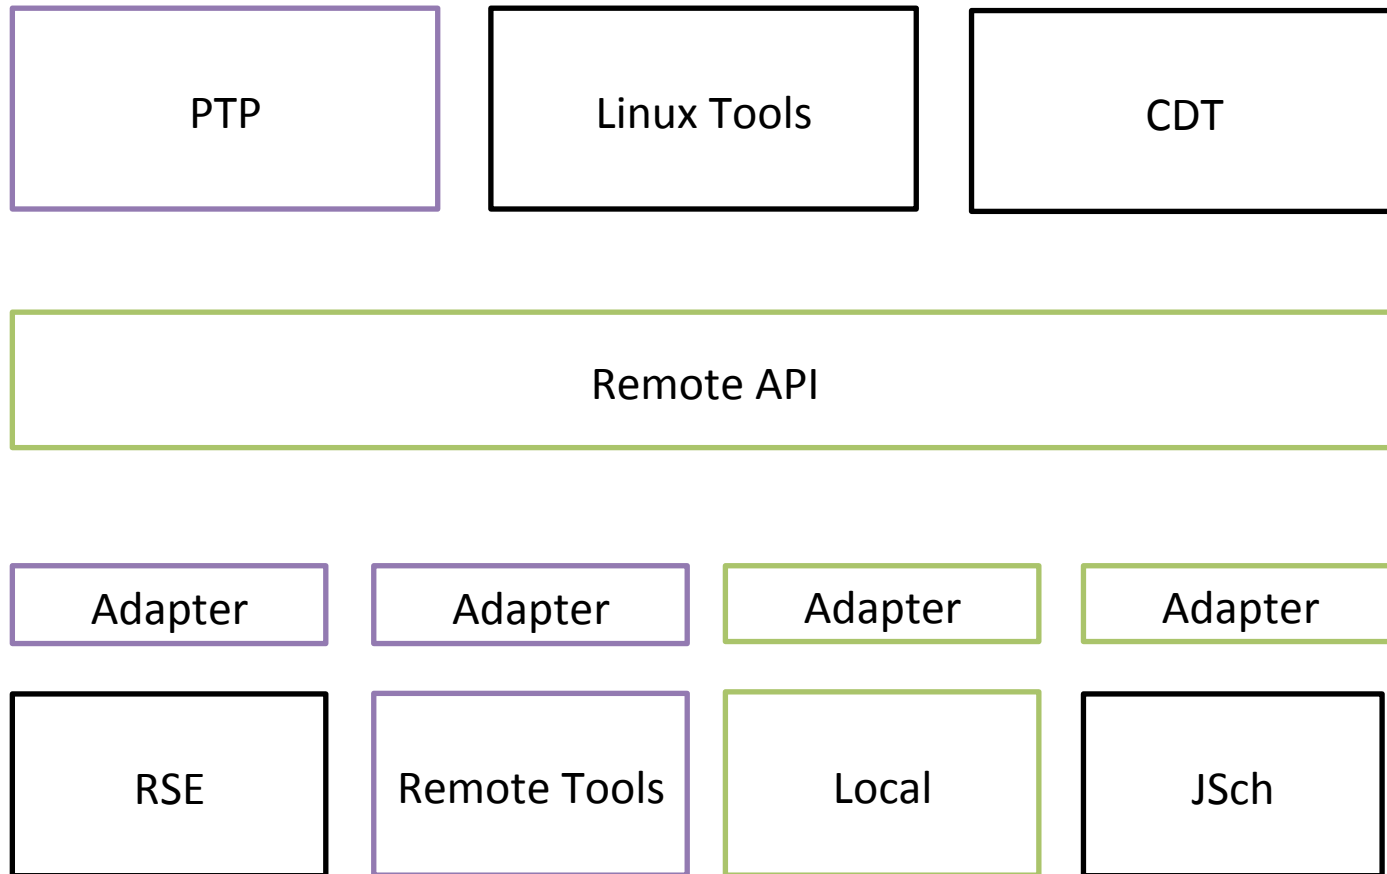 PTP
Linux Tools
CDT
Remote API
Adapter
Adapter
Adapter
Adapter
RSE
Remote Tools
Local
JSch